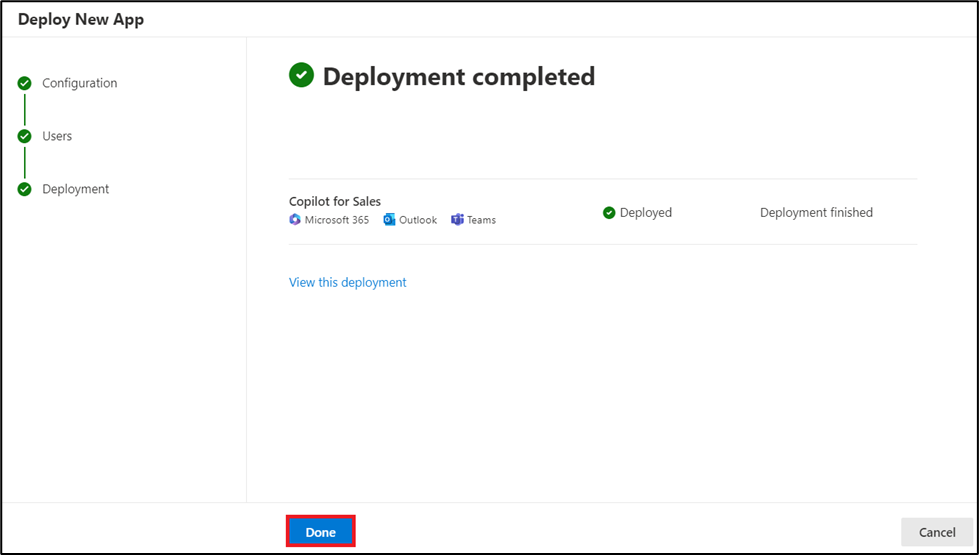 Deploy New App
Configuration
Users
Deployment
Deployment completed
Copilot for Sales
Microsoft 365 Outlook Teams
Deployed
Deployment finished
View this deployment
Done
Cancel